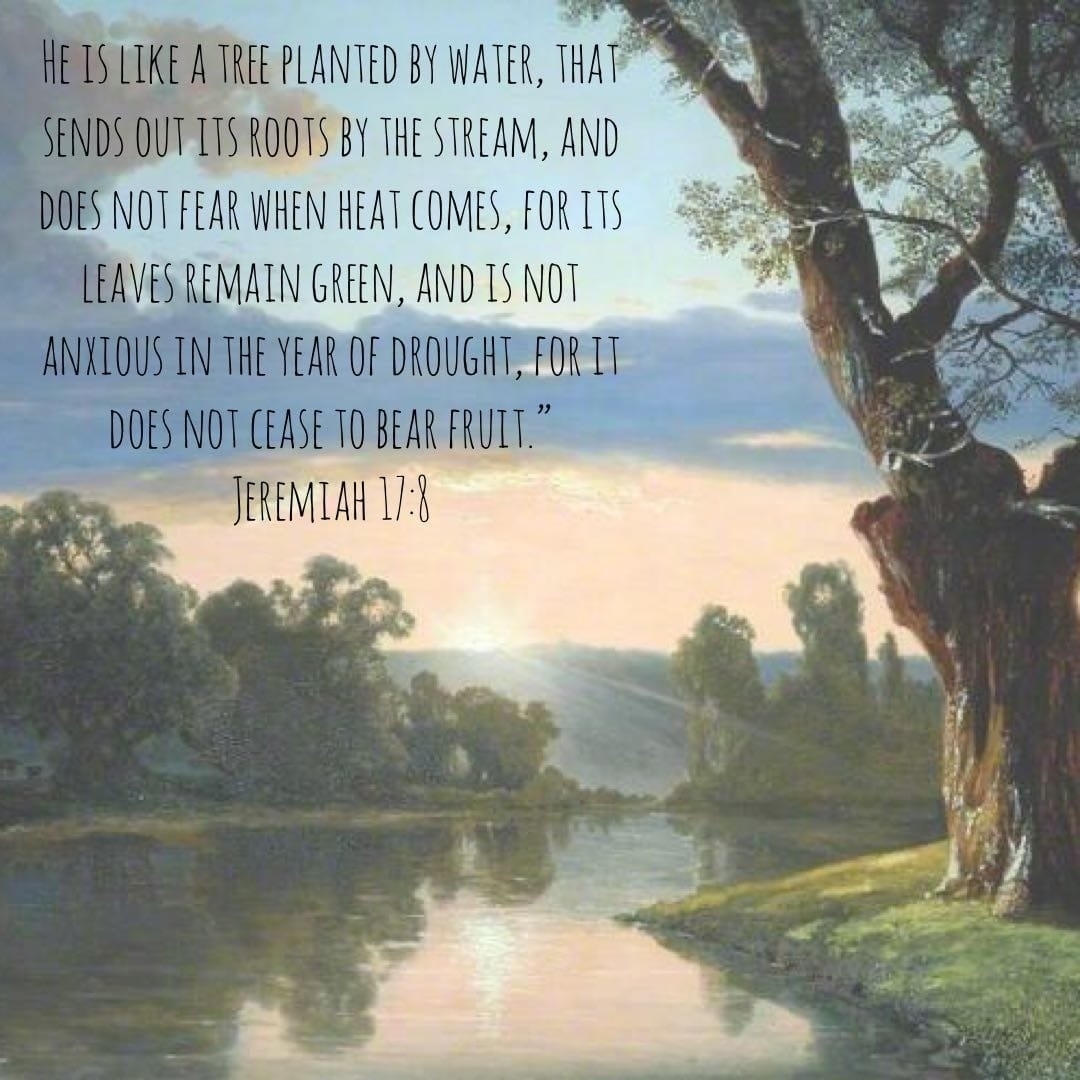 He is like a tree planted by water, that
sends out its roots by the stream, and
does not fear when heat comes, for its
leaves remain green, and is not
anxious in the year of drought, for it
does not cease to bear fruit.”
Jeremiah 17:8